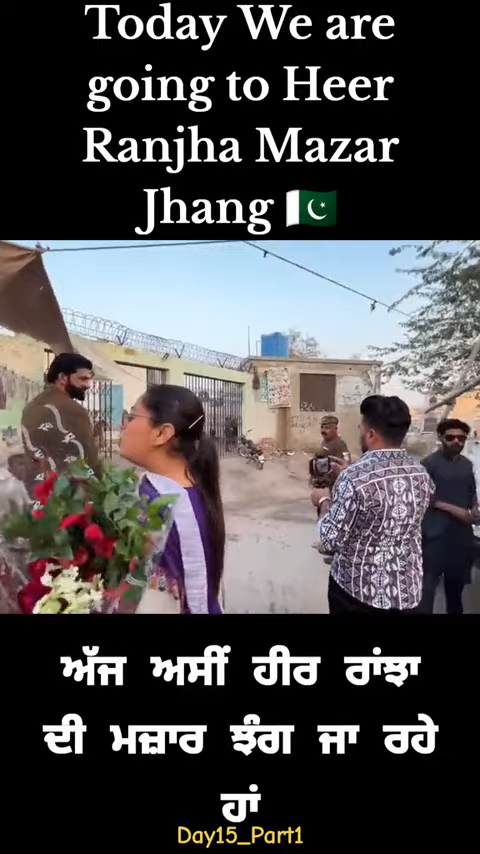 Today We are
going to Heer
Ranjha Mazar
Jhang 🇵🇰
ਅੱਜ ਅਸੀਂ ਹੀਰ ਰਾਂਝਾ
ਦੀ ਮਜ਼ਾਰ ਝੰਗ ਜਾ ਰਹੇ
ਹਾਂ
Day15_Part1